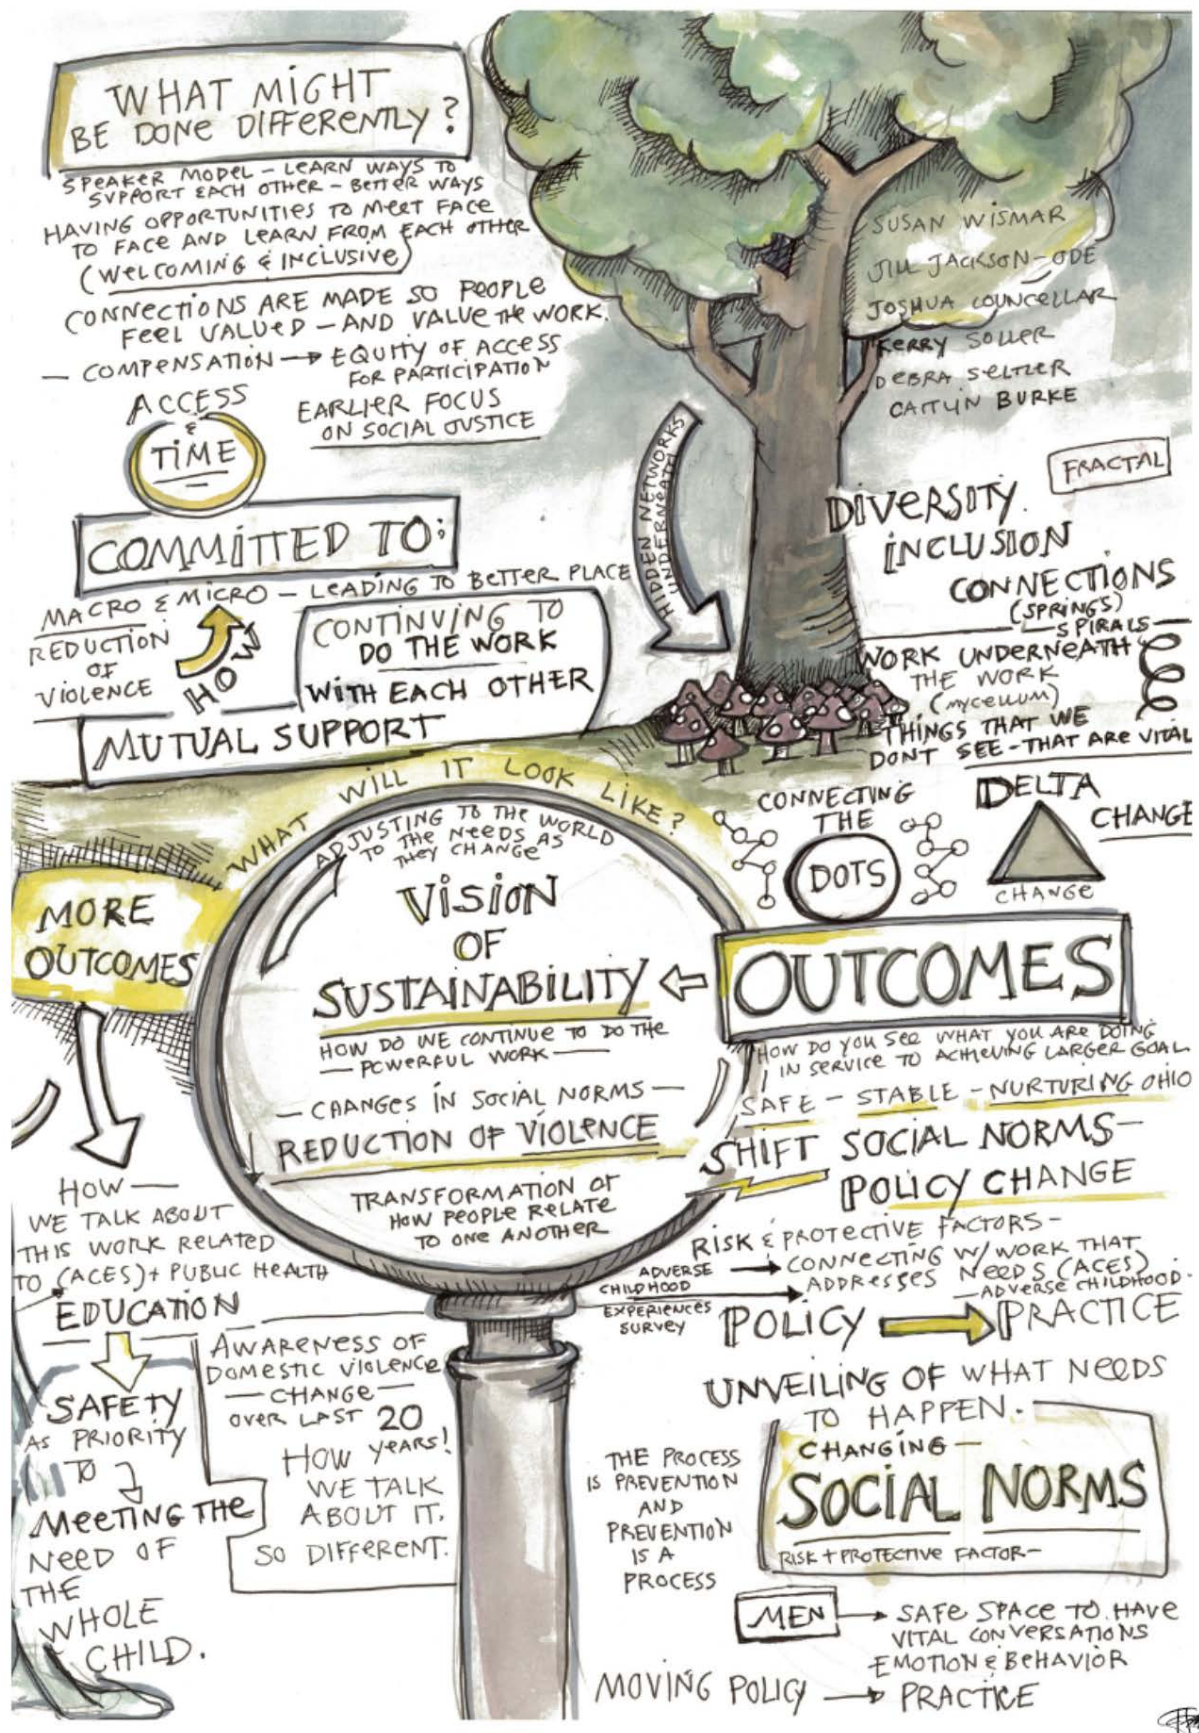 WHAT MIGHT
BE DONE DIFFERENTLY?
SPEAKER MODEL - LEARN WAYS TO
SUPPORT EACH OTHER - BETTER WAYS
HAVING OPPORTUNITIES TO MEET FACE
TO FACE AND LEARN FROM EACH OTHER
(WELCOMING & INCLUSIVE)
CONNECTIONS ARE MADE SO PEOPLE
FEEL VALUED - AND VALUE THE WORK.
- COMPENSATION → EQUITY OF ACCESS
FOR PARTICIPATION
EARLIER FOCUS
ON SOCIAL JUSTICE
ACCESS
&
TIME
SUSAN WISMAR
JILL JACKSON-ODE
JOSHUA COUNCELLAR
KERRY SOLLER
DEBRA SELTZER
CAITLYN BURKE
COMMITTED TO:
MACRO & MICRO - LEADING TO BETTER PLACE
REDUCTION
OF
VIOLENCE
HOW
CONTINUING TO
DO THE WORK
WITH EACH OTHER
MUTUAL SUPPORT
HIDDEN NETWORKS
UNDERNEATH
FRACTAL
DIVERSITY.
INCLUSION
CONNECTIONS
(SPRINGS)
SPIRALS
WORK UNDERNEATH
THE WORK
(MYCELLUM)
THINGS THAT WE
DONT SEE - THAT ARE VITAL
CONNECTING
THE
DOTS
DELTA
CHANGE
CHANGE
WHAT WILL IT LOOK LIKE?
ADJUSTING TO THE WORLD
TO THE NEEDS AS
THEY CHANGE
VISION
OF
SUSTAINABILITY
HOW DO WE CONTINUE TO DO THE
POWERFUL WORK
- CHANGES IN SOCIAL NORMS -
REDUCTION OF VIOLENCE
TRANSFORMATION OF
HOW PEOPLE RELATE
TO ONE ANOTHER
OUTCOMES
HOW DO YOU SEE WHAT YOU ARE DOING
IN SERVICE TO ACHIEVING LARGER GOAL
SAFE - STABLE - NURTURING OHIO
SHIFT SOCIAL NORMS -
POLICY CHANGE
RISK & PROTECTIVE FACTORS -
→ CONNECTING W/ WORK THAT
ADDRESSES NEEDS (ACES)
- ADVERSE CHILDHOOD.
ADVERSE
CHILDHOOD
EXPERIENCES
SURVEY
POLICY → PRACTICE
UNVEILING OF WHAT NEEDS
TO HAPPEN.
CHANGING -
SOCIAL NORMS
RISK + PROTECTIVE FACTOR -
MORE
OUTCOMES
HOW -
WE TALK ABOUT
THIS WORK RELATED
TO (ACES) + PUBLIC HEALTH
EDUCATION
SAFETY
AS PRIORITY
TO
MEETING THE
NEED OF
THE
WHOLE
CHILD.
AWARENESS OF
DOMESTIC VIOLENCE
- CHANGE -
OVER LAST 20
YEARS!
HOW
WE TALK
ABOUT IT.
SO DIFFERENT.
THE PROCESS
IS PREVENTION
AND
PREVENTION
IS A
PROCESS
MEN → SAFE SPACE TO HAVE
VITAL CONVERSATIONS
EMOTION & BEHAVIOR
MOVING POLICY → PRACTICE